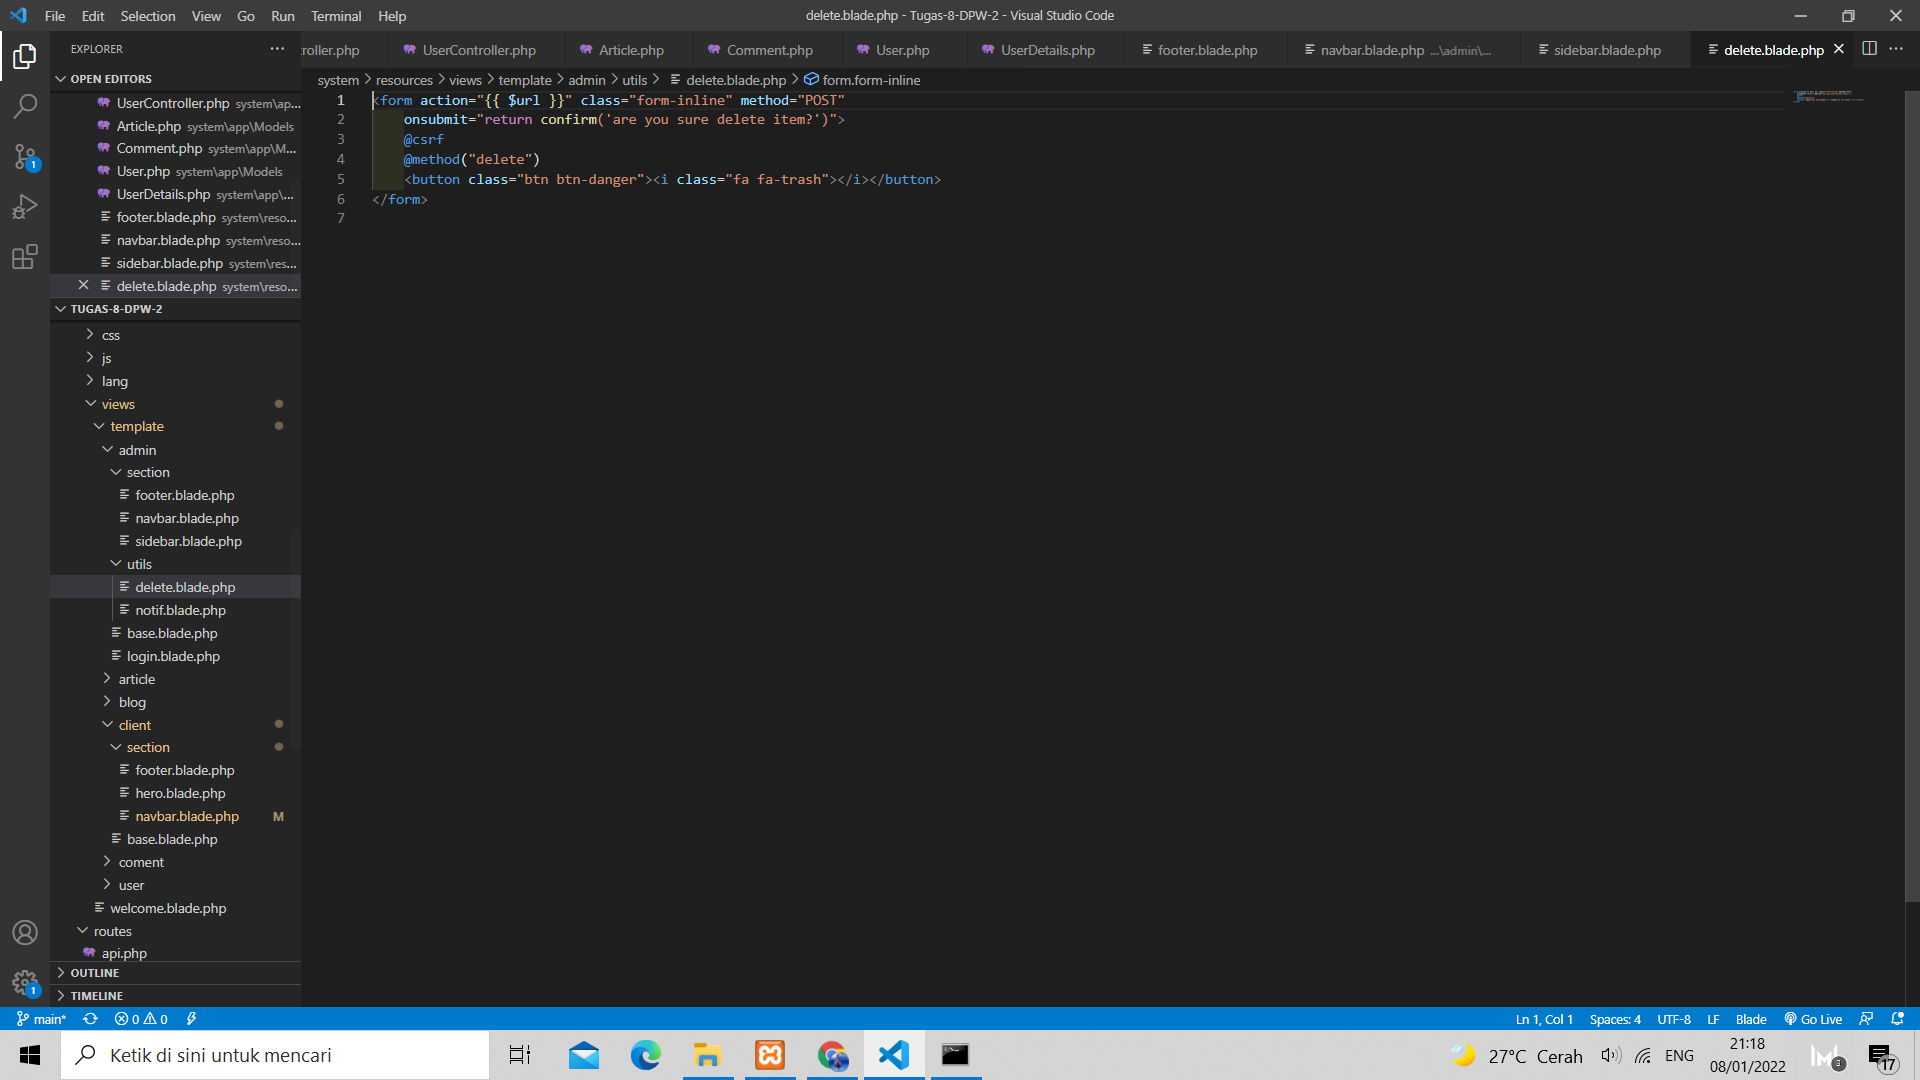 File Edit Selection View Go Run Terminal Help
delete.blade.php - Tugas-8-DPW-2 - Visual Studio Code
EXPLORER
roller.php UserController.php Article.php Comment.php User.php UserDetails.php footer.blade.php navbar.blade.php ...\admin\... sidebar.blade.php delete.blade.php
OPEN EDITORS
UserController.php system\ap...
Article.php system\app\Models
Comment.php system\app\M...
User.php system\app\Models
UserDetails.php system\app\...
footer.blade.php system\reso...
navbar.blade.php system\reso...
sidebar.blade.php system\res...
delete.blade.php system\reso...
TUGAS-8-DPW-2
css
js
lang
views
template
admin
section
footer.blade.php
navbar.blade.php
sidebar.blade.php
utils
delete.blade.php
notif.blade.php
base.blade.php
login.blade.php
article
blog
client
section
footer.blade.php
hero.blade.php
navbar.blade.php M
base.blade.php
coment
user
welcome.blade.php
routes
api.php
OUTLINE
TIMELINE
1
1
system > resources > views > template > admin > utils > delete.blade.php > form.form-inline
1 <form action="{{ $url }}" class="form-inline" method="POST"
2 onsubmit="return confirm('are you sure delete item?')">
3 @csrf
4 @method("delete")
5 <button class="btn btn-danger"><i class="fa fa-trash"></i></button>
6 </form>
7
main* 0 0 Ln 1, Col 1 Spaces: 4 UTF-8 LF Blade Go Live
Ketik di sini untuk mencari
27°C Cerah ENG
21:18
08/01/2022
3
17